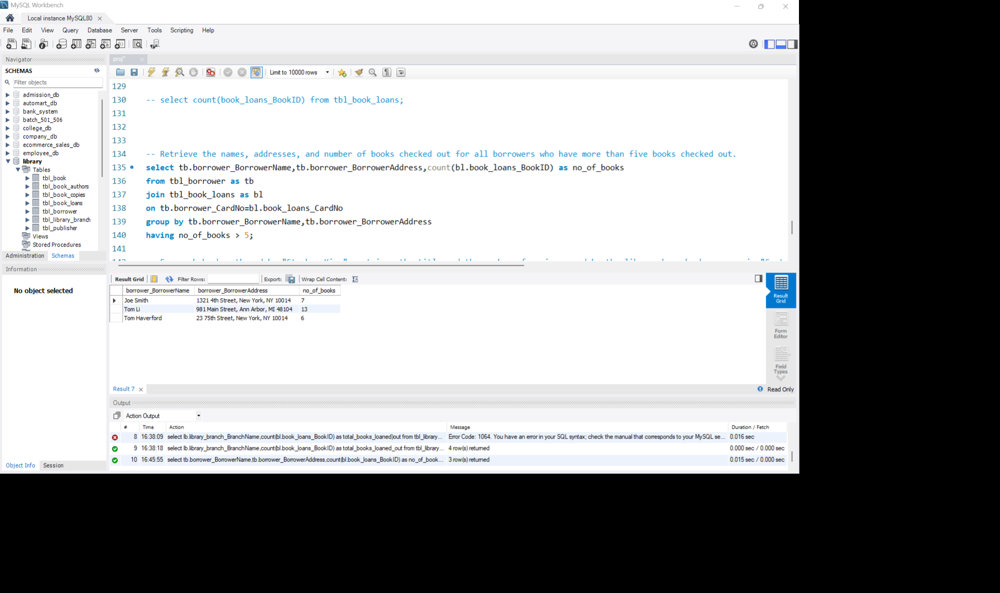 MySQL Workbench
Local instance MySQL80
File Edit View Query Database Server Tools Scripting Help
Navigator
SCHEMAS
Filter objects
admission_db
automart_db
bank_system
batch_501_506
college_db
company_db
ecommerce_sales_db
employee_db
library
Tables
tbl_book
tbl_book_authors
tbl_book_copies
tbl_book_loans
tbl_borrower
tbl_library_branch
tbl_publisher
Views
Stored Procedures
Administration Schemas
Information
No object selected
Object Info Session
proj*
Limit to 10000 rows
129
130 -- select count(book_loans_BookID) from tbl_book_loans;
131
132
133
134 -- Retrieve the names, addresses, and number of books checked out for all borrowers who have more than five books checked out.
135 select tb.borrower_BorrowerName,tb.borrower_BorrowerAddress,count(bl.book_loans_BookID) as no_of_books
136 from tbl_borrower as tb
137 join tbl_book_loans as bl
138 on tb.borrower_CardNo=bl.book_loans_CardNo
139 group by tb.borrower_BorrowerName,tb.borrower_BorrowerAddress
140 having no_of_books > 5;
141
Result Grid Filter Rows: Export: Wrap Cell Content:
borrower_BorrowerName borrower_BorrowerAddress no_of_books
Joe Smith 1321 4th Street, New York, NY 10014 7
Tom Li 981 Main Street, Ann Arbor, MI 48104 13
Tom Haverford 23 75th Street, New York, NY 10014 6
Result Grid
Form Editor
Field Types
Result 7
Read Only
Output
Action Output
# Time Action Message Duration / Fetch
8 16:38:09 select lb.library_branch_BranchName,count(bl.book_loans_BookID) as total_books_loaned)out from tbl_library... Error Code: 1064. You have an error in your SQL syntax; check the manual that corresponds to your MySQL se... 0.016 sec
9 16:38:18 select lb.library_branch_BranchName,count(bl.book_loans_BookID) as total_books_loaned_out from tbl_library... 4 row(s) returned 0.000 sec / 0.000 sec
10 16:45:55 select tb.borrower_BorrowerName,tb.borrower_BorrowerAddress,count(bl.book_loans_BookID) as no_of_book... 3 row(s) returned 0.015 sec / 0.000 sec